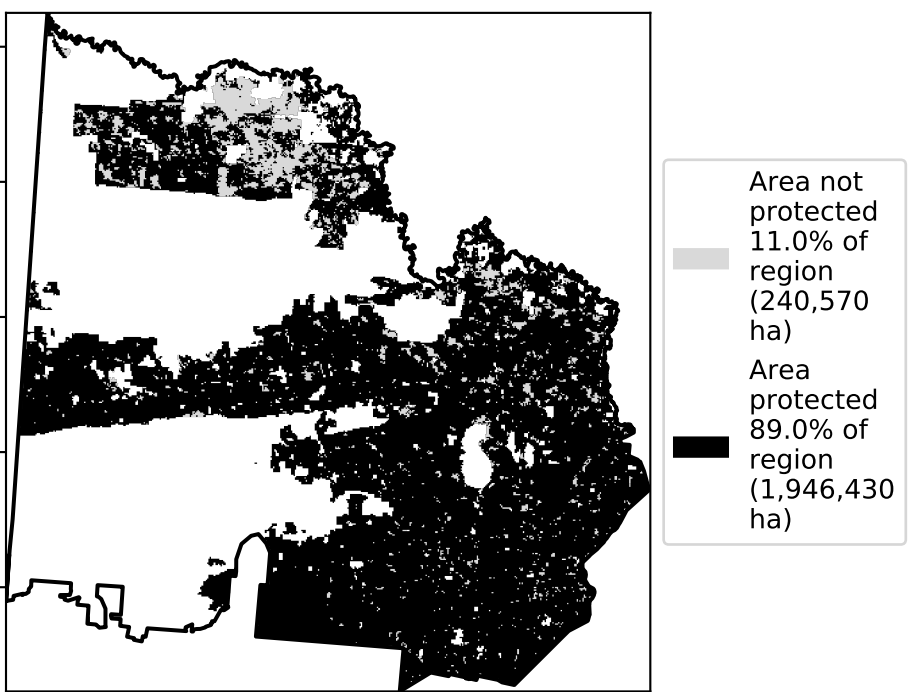 Area not
protected
11.0% of
region
(240,570
ha)
Area
protected
89.0% of
region
(1,946,430
ha)